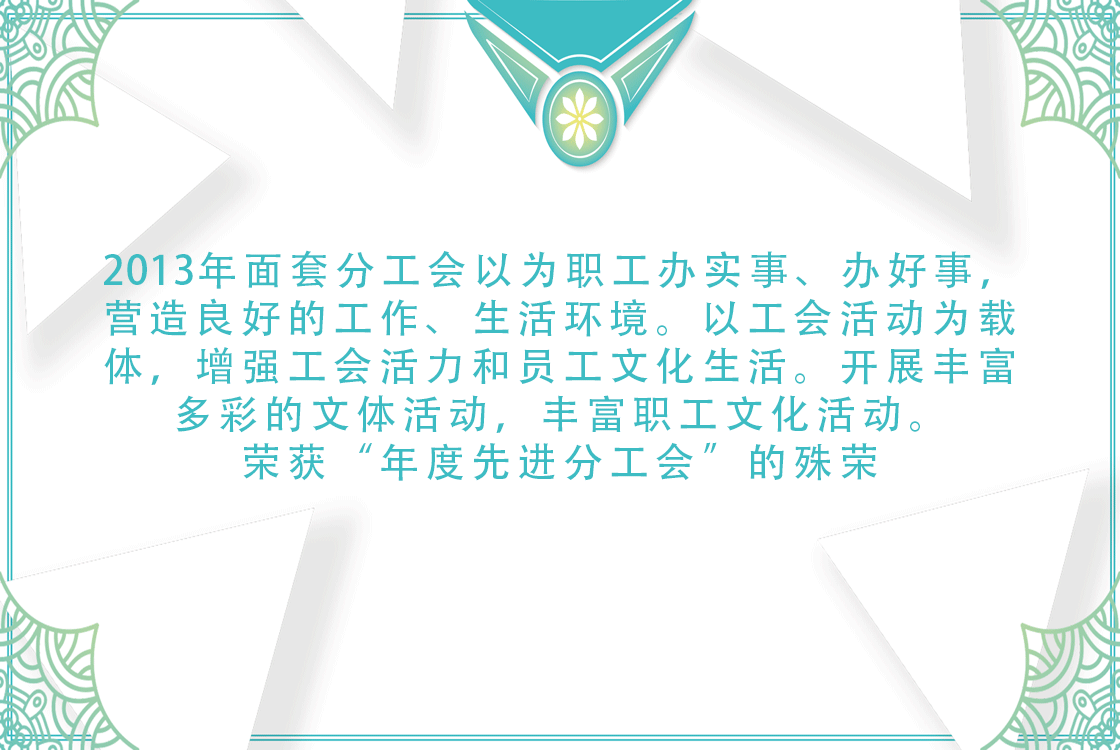 2013年面套分工会以为职工办实事、办好事，
营造良好的工作、生活环境。以工会活动为载
体，增强工会活力和员工文化生活。开展丰富
多彩的文体活动，丰富职工文化活动。
荣获“年度先进分工会”的殊荣